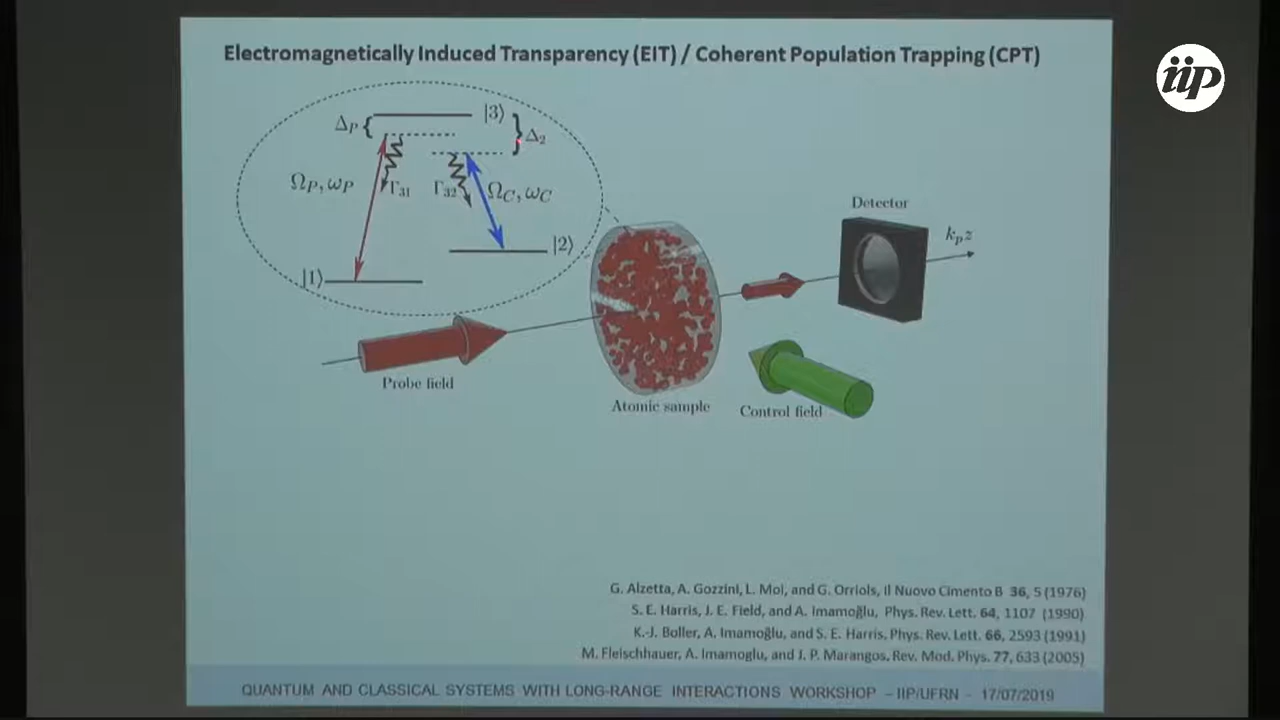 Electromagnetically Induced Transparency (EIT) / Coherent Population Trapping (CPT)
iip
|3⟩
Δ_P
Δ_2
Ω_P, ω_P
Γ_31
Γ_32
Ω_C, ω_C
|2⟩
|1⟩
Detector
k_p z
Probe field
Atomic sample
Control field
G. Alzetta, A. Gozzini, L. Moi, and G. Orriols, Il Nuovo Cimento B 36, 5 (1976)
S. E. Harris, J. E. Field, and A. Imamoğlu, Phys. Rev. Lett. 64, 1107 (1990)
K.-J. Boller, A. Imamoğlu, and S. E. Harris, Phys. Rev. Lett. 66, 2593 (1991)
M. Fleischhauer, A. Imamoglu, and J. P. Marangos, Rev. Mod. Phys. 77, 633 (2005)
QUANTUM AND CLASSICAL SYSTEMS WITH LONG-RANGE INTERACTIONS WORKSHOP – IIP/UFRN - 17/07/2019